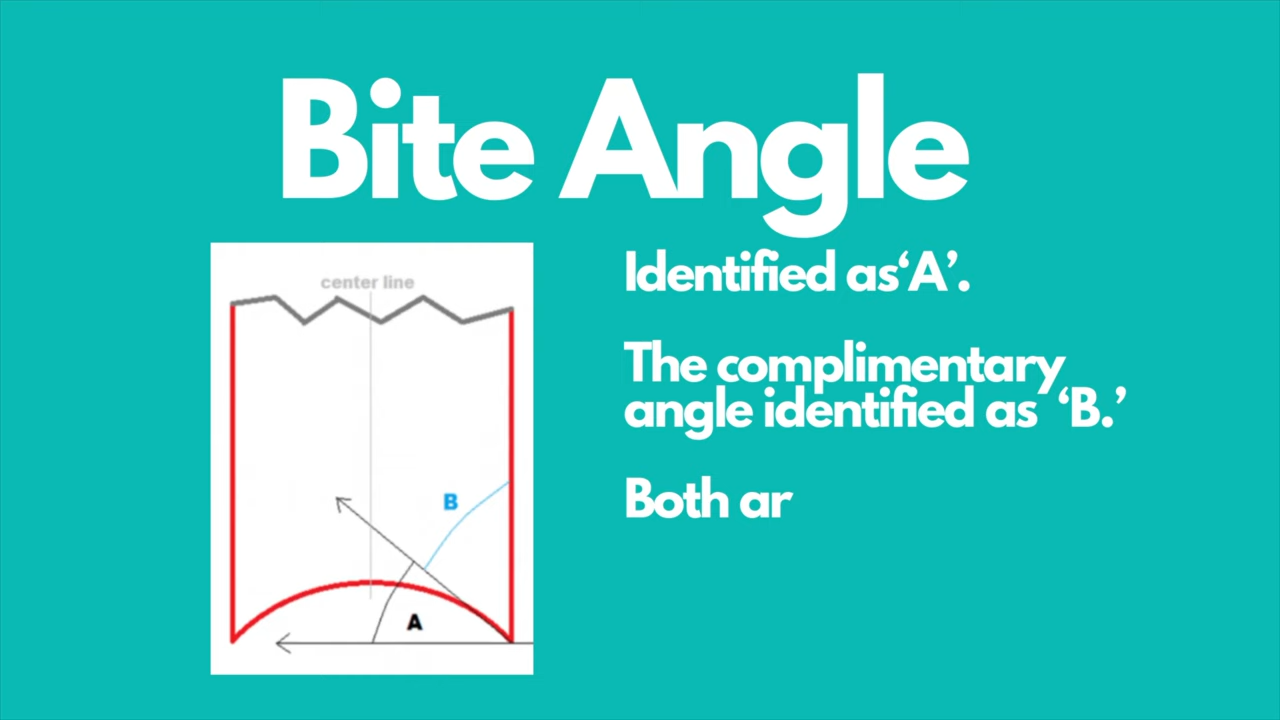 Bite Angle
center line
B
A
Identified as‘A’.
The complimentary
angle identified as ‘B.’
Both ar